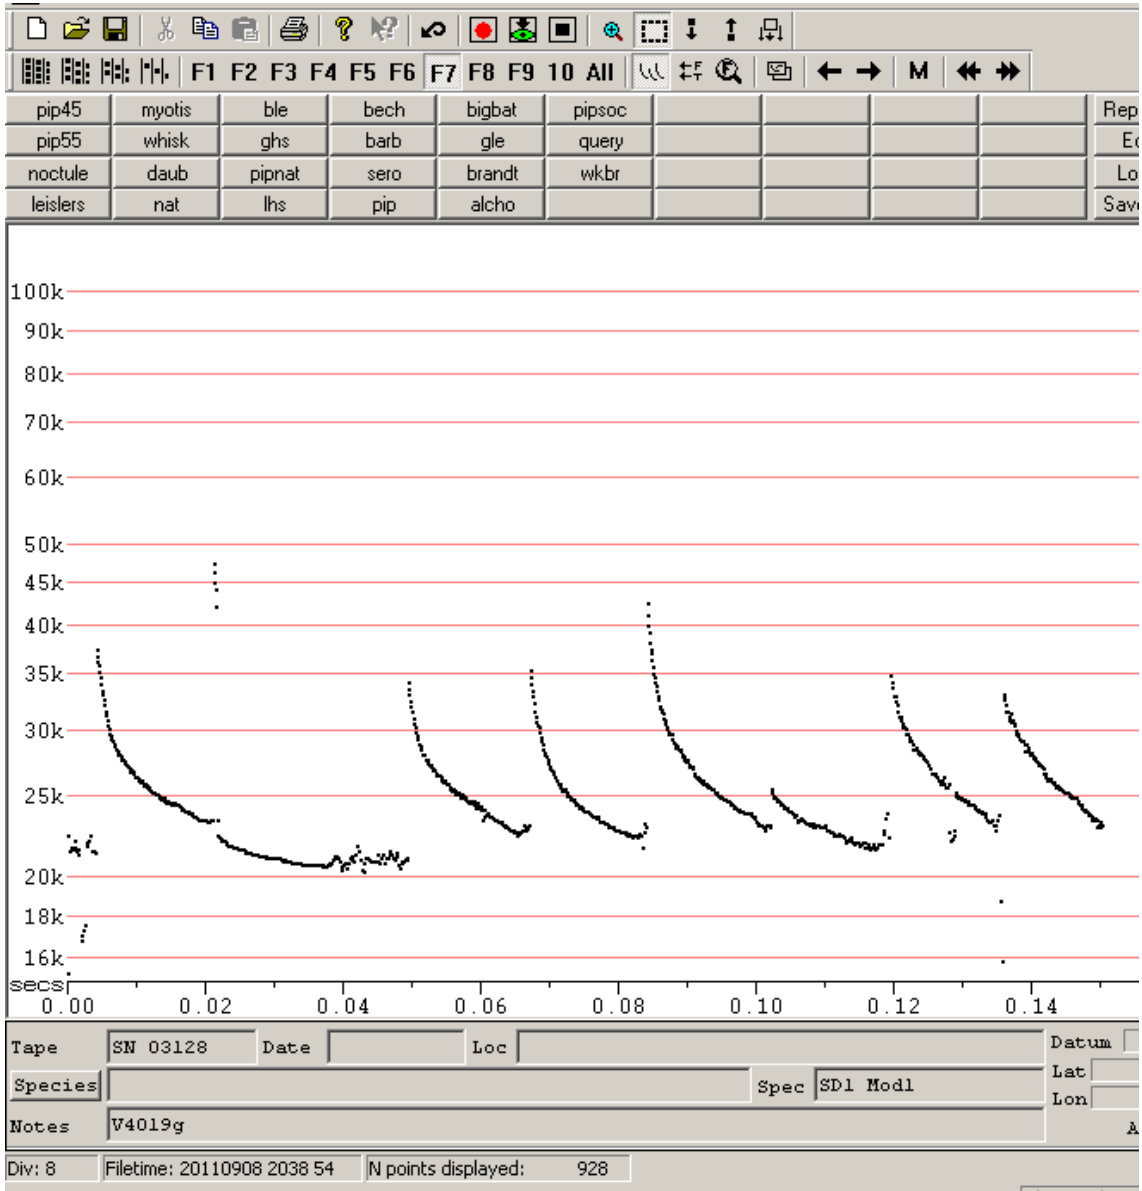 F1 F2 F3 F4 F5 F6 F7 F8 F9 10 All M
pip45 myotis ble bech bigbat pipsoc Rep
pip55 whisk ghs barb gle query
noctule daub pipnat sero brandt wkbr Lo
leislers nat lhs pip alcho Save
100k
90k
80k
70k
60k
50k
45k
40k
35k
30k
25k
20k
18k
16k
secs
0.00 0.02 0.04 0.06 0.08 0.10 0.12 0.14
Tape SN 03128 Date Loc Datum
Species Spec SD1 Mod1 Lat
Lon
Notes V4019g A
Div: 8 Filetime: 20110908 2038 54 N points displayed: 928